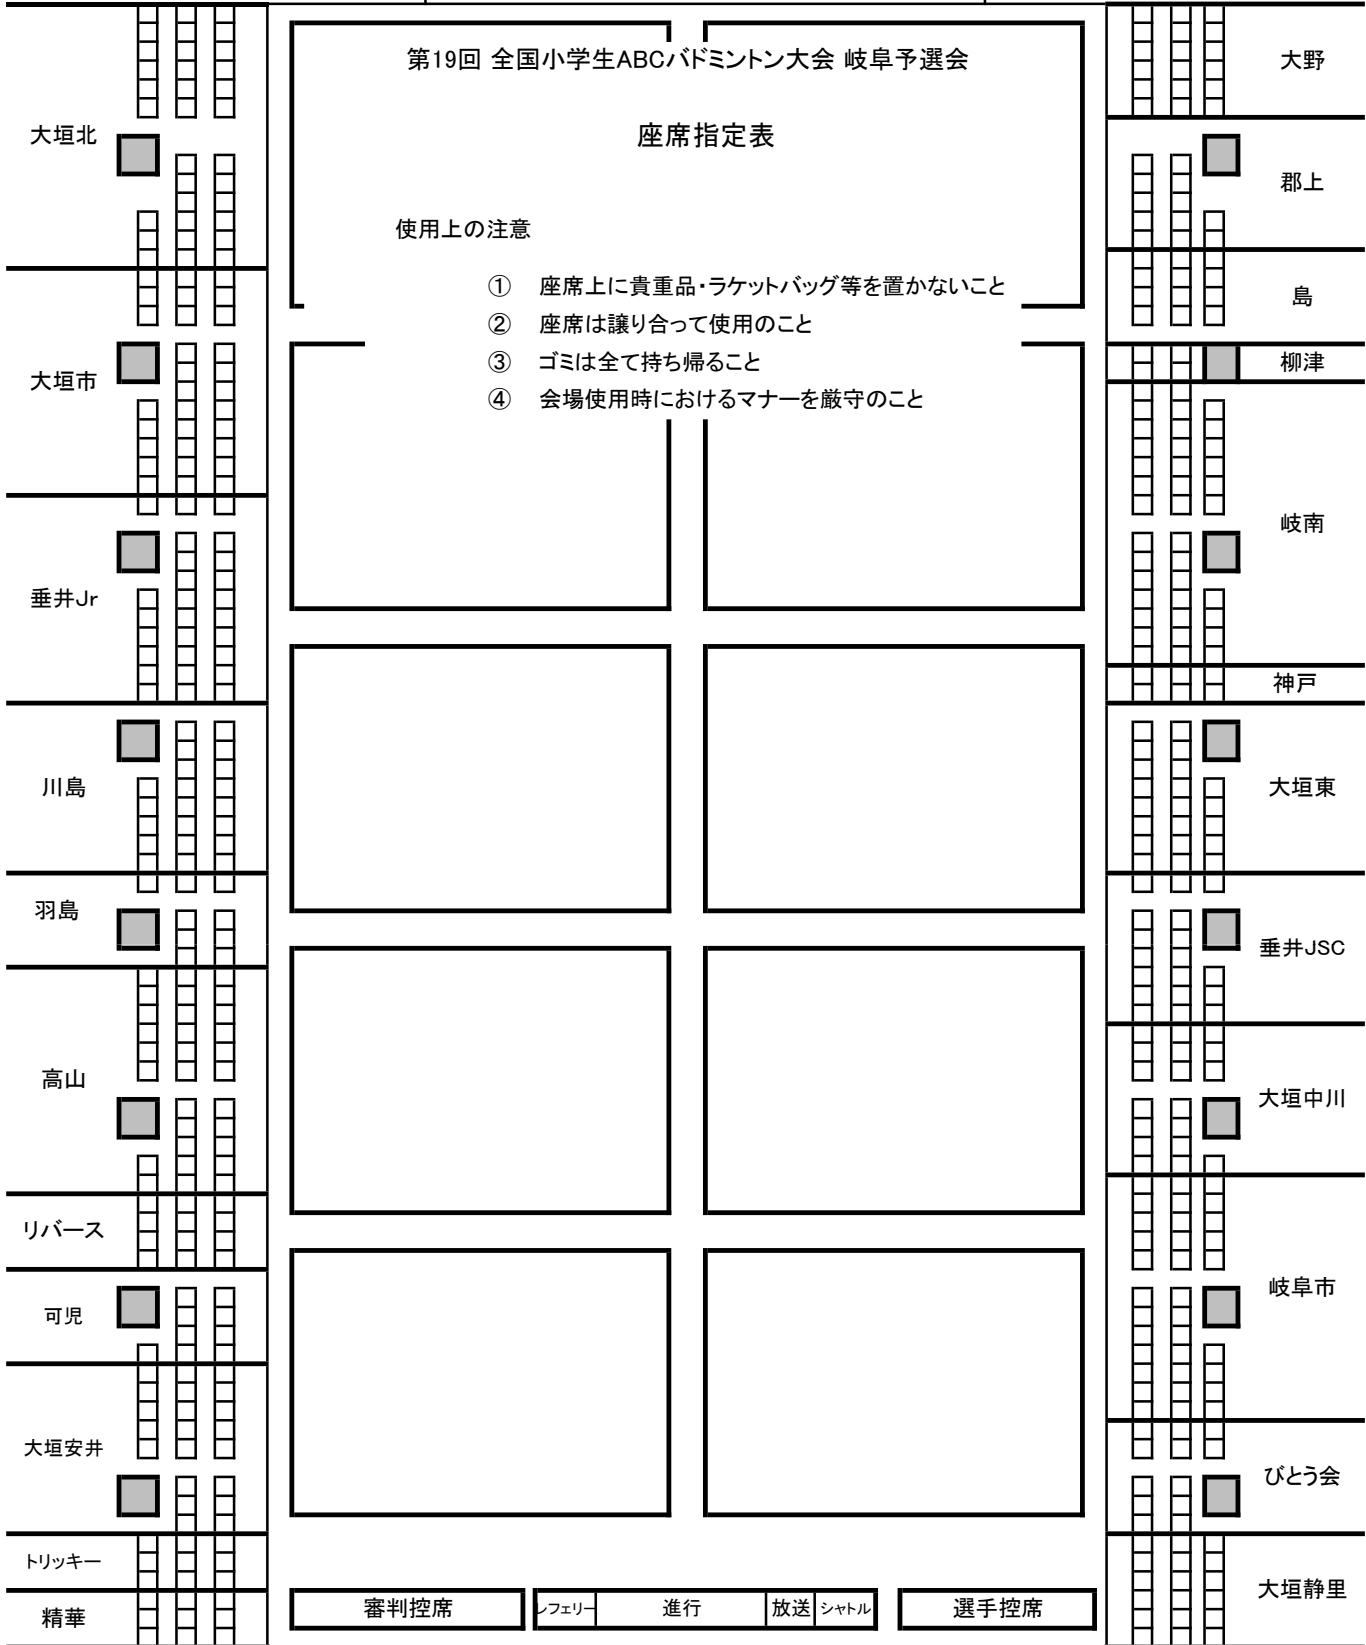 第19回 全国小学生ABCバドミントン大会 岐阜予選会
座席指定表
使用上の注意
① 座席上に貴重品・ラケットバッグ等を置かないこと
② 座席は譲り合って使用のこと
③ ゴミは全て持ち帰ること
④ 会場使用時におけるマナーを厳守のこと
大垣北
大垣市
垂井Jr
川島
羽島
高山
リバース
可児
大垣安井
トリッキー
精華
大野
郡上
島
柳津
岐南
神戸
大垣東
垂井JSC
大垣中川
岐阜市
びとう会
大垣静里
審判控席
レフェリー 進行 放送 シャトル
選手控席